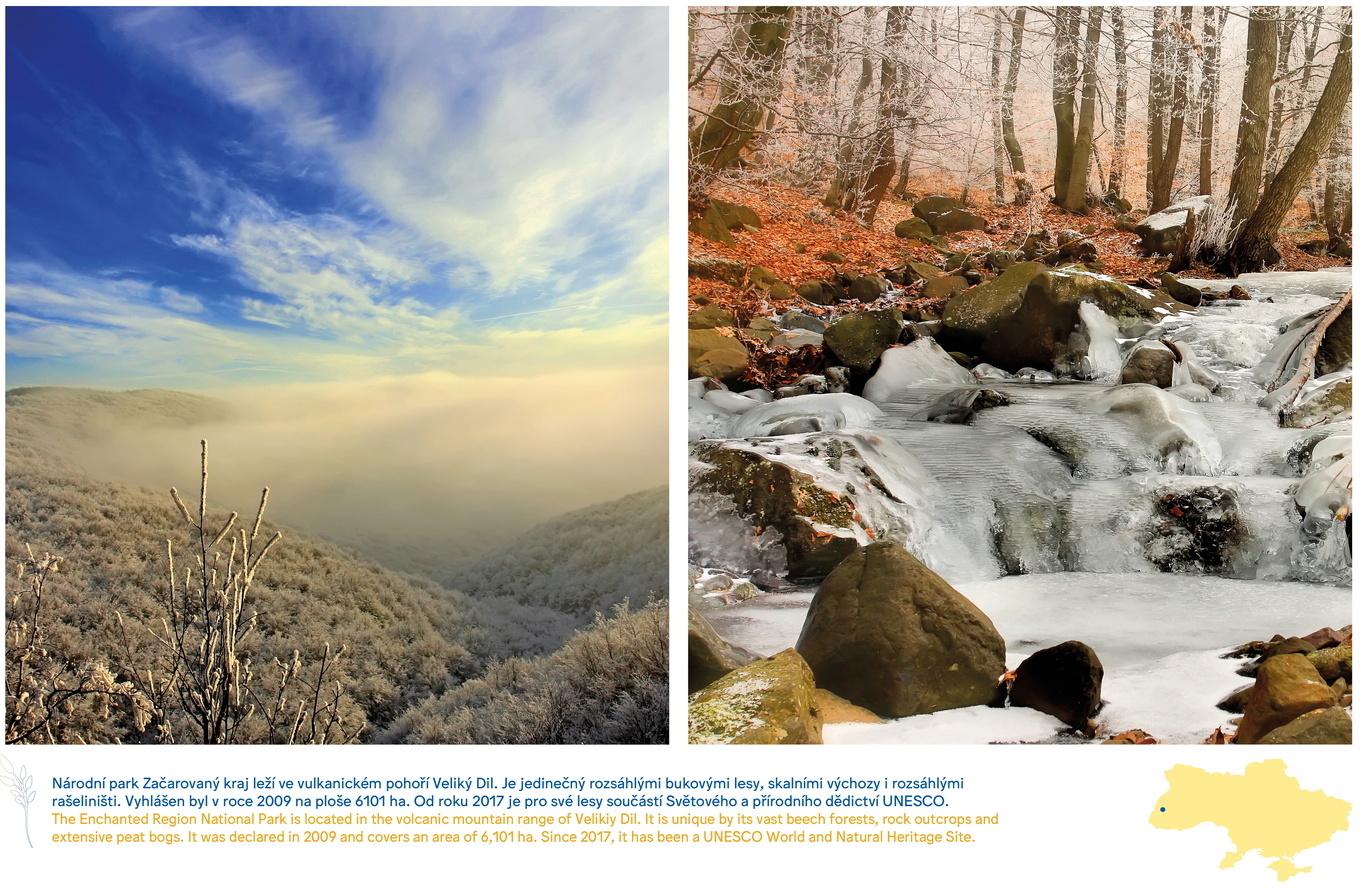 Národní park Začarovaný kraj leží ve vulkanickém pohoří Veliký Dil. Je jedinečný rozsáhlými bukovými lesy, skalními výchozy i rozsáhlými
rašeliništi. Vyhlášen byl v roce 2009 na ploše 6101 ha. Od roku 2017 je pro své lesy součástí Světového a přírodního dědictví UNESCO.
The Enchanted Region National Park is located in the volcanic mountain range of Velikiy Dil. It is unique by its vast beech forests, rock outcrops and
extensive peat bogs. It was declared in 2009 and covers an area of 6,101 ha. Since 2017, it has been a UNESCO World and Natural Heritage Site.